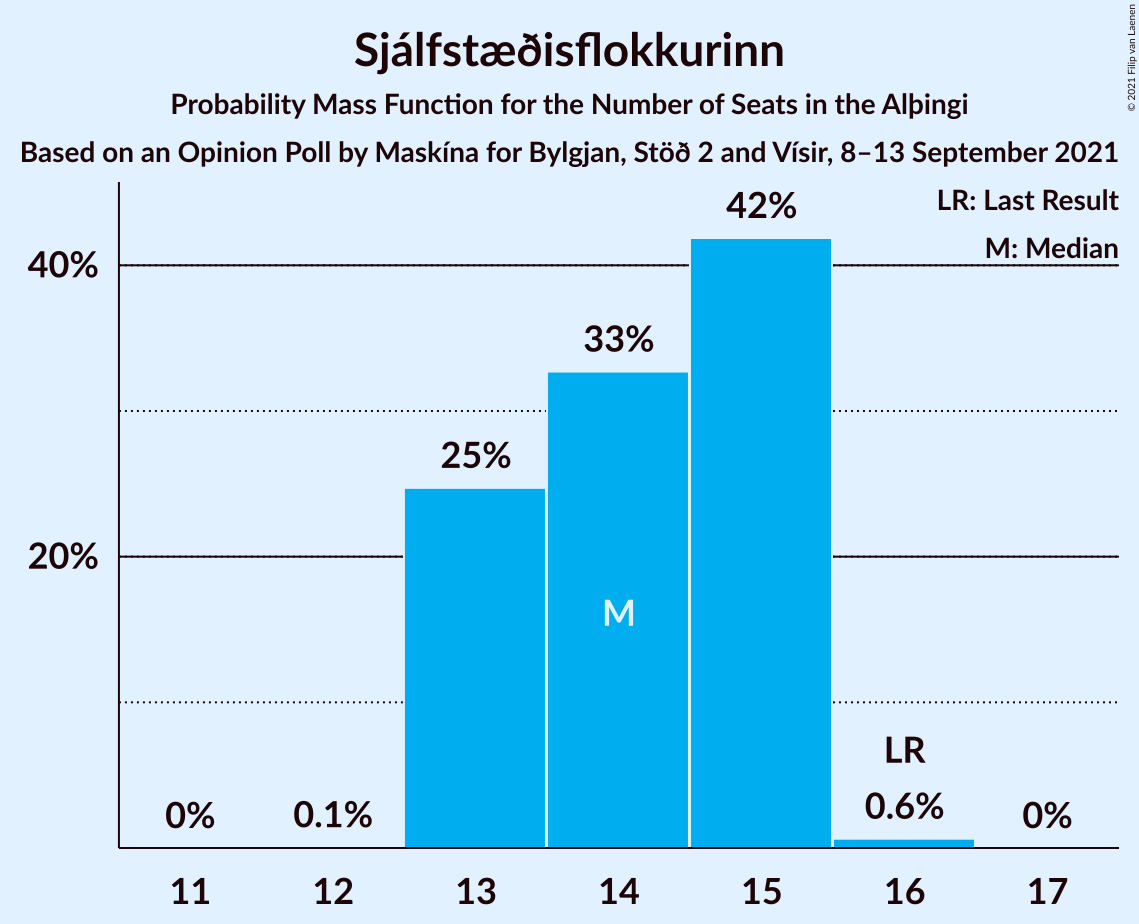 Sjálfstæðisflokkurinn
Probability Mass Function for the Number of Seats in the Alþingi
Based on an Opinion Poll by Maskína for Bylgjan, Stöð 2 and Vísir, 8–13 September 2021
© 2021 Filip van Laenen
LR: Last Result
M: Median
42%
40%
33%
25%
20%
M
LR
0% 0.1% 0.6% 0%
11 12 13 14 15 16 17